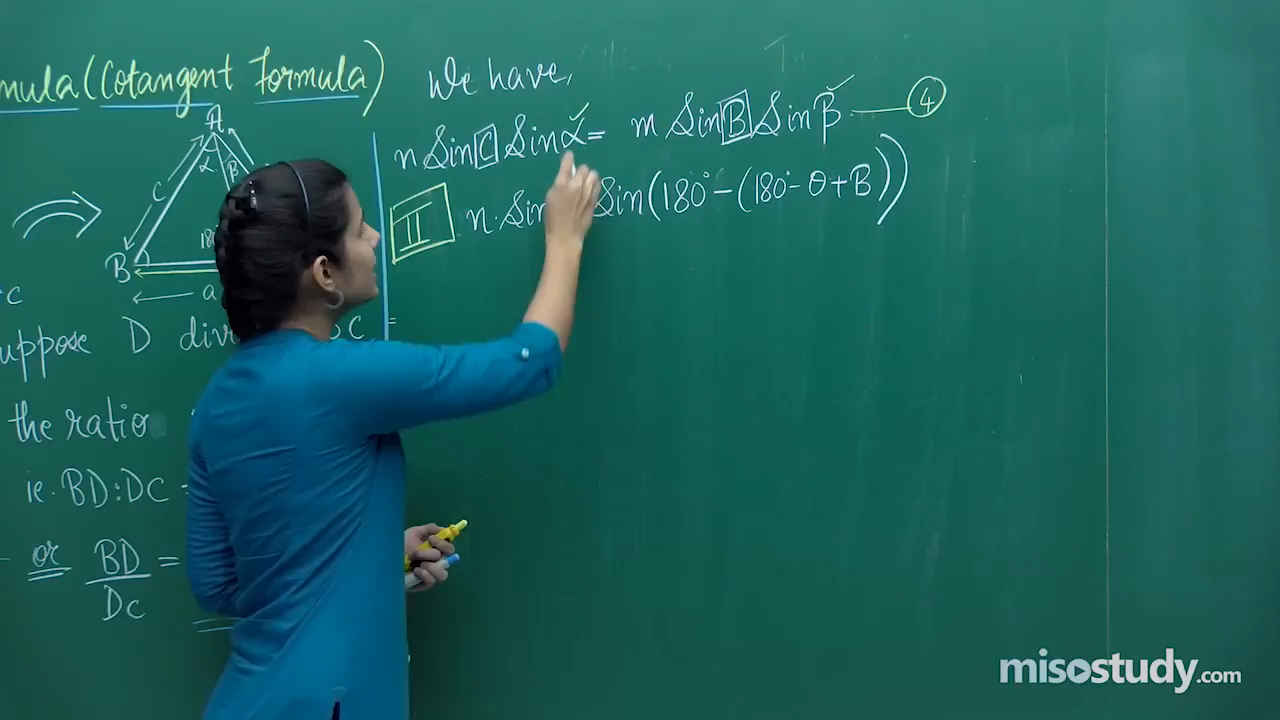 mula (Cotangent Formula)
A
α
β
C
B
18
a
c
uppose D div
the ratio
ie. BD:DC =
or BD/DC =
We have,
n Sin C Sin α = m Sin B Sin β — 4
II n. Sin Sin(180° - (180° - θ + B))
misostudy.com